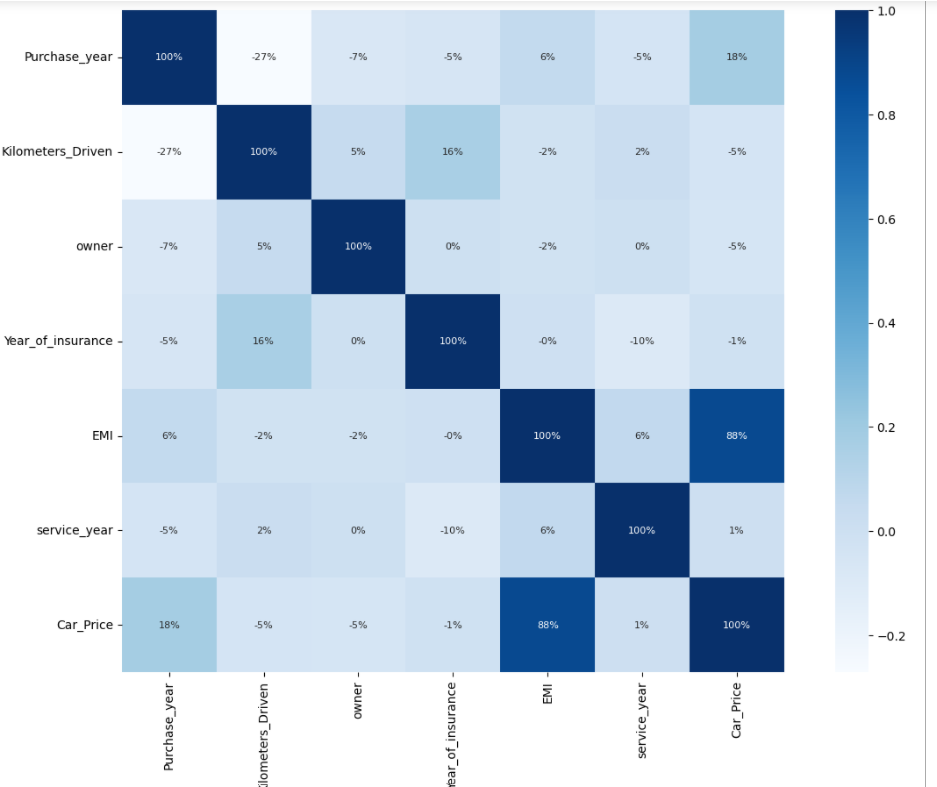 Purchase_year 100% -27% -7% -5% 6% -5% 18%
Kilometers_Driven -27% 100% 5% 16% -2% 2% -5%
owner -7% 5% 100% 0% -2% 0% -5%
Year_of_insurance -5% 16% 0% 100% -0% -10% -1%
EMI 6% -2% -2% -0% 100% 6% 88%
service_year -5% 2% 0% -10% 6% 100% 1%
Car_Price 18% -5% -5% -1% 88% 1% 100%
Purchase_year
ilometers_Driven
owner
ear_of_insurance
EMI
service_year
Car_Price
1.0
0.8
0.6
0.4
0.2
0.0
−0.2